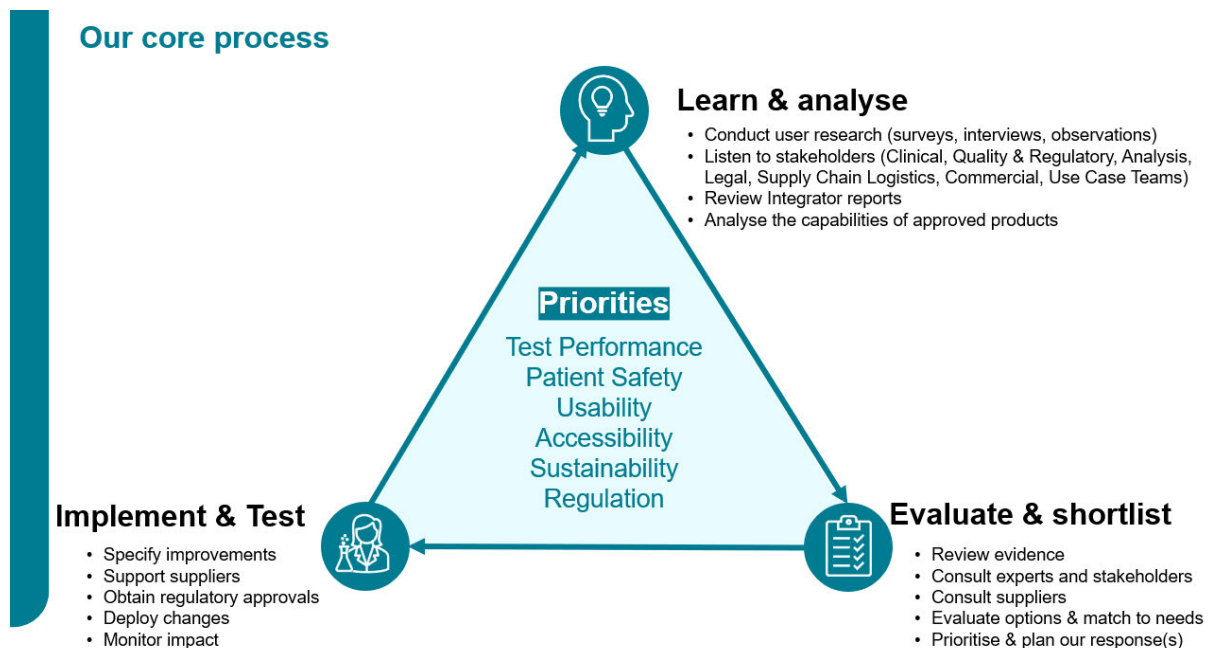 Our core process
Learn & analyse
• Conduct user research (surveys, interviews, observations)
• Listen to stakeholders (Clinical, Quality & Regulatory, Analysis,
Legal, Supply Chain Logistics, Commercial, Use Case Teams)
• Review Integrator reports
• Analyse the capabilities of approved products
Priorities
Test Performance
Patient Safety
Usability
Accessibility
Sustainability
Regulation
Implement & Test
• Specify improvements
• Support suppliers
• Obtain regulatory approvals
• Deploy changes
• Monitor impact
Evaluate & shortlist
• Review evidence
• Consult experts and stakeholders
• Consult suppliers
• Evaluate options & match to needs
• Prioritise & plan our response(s)